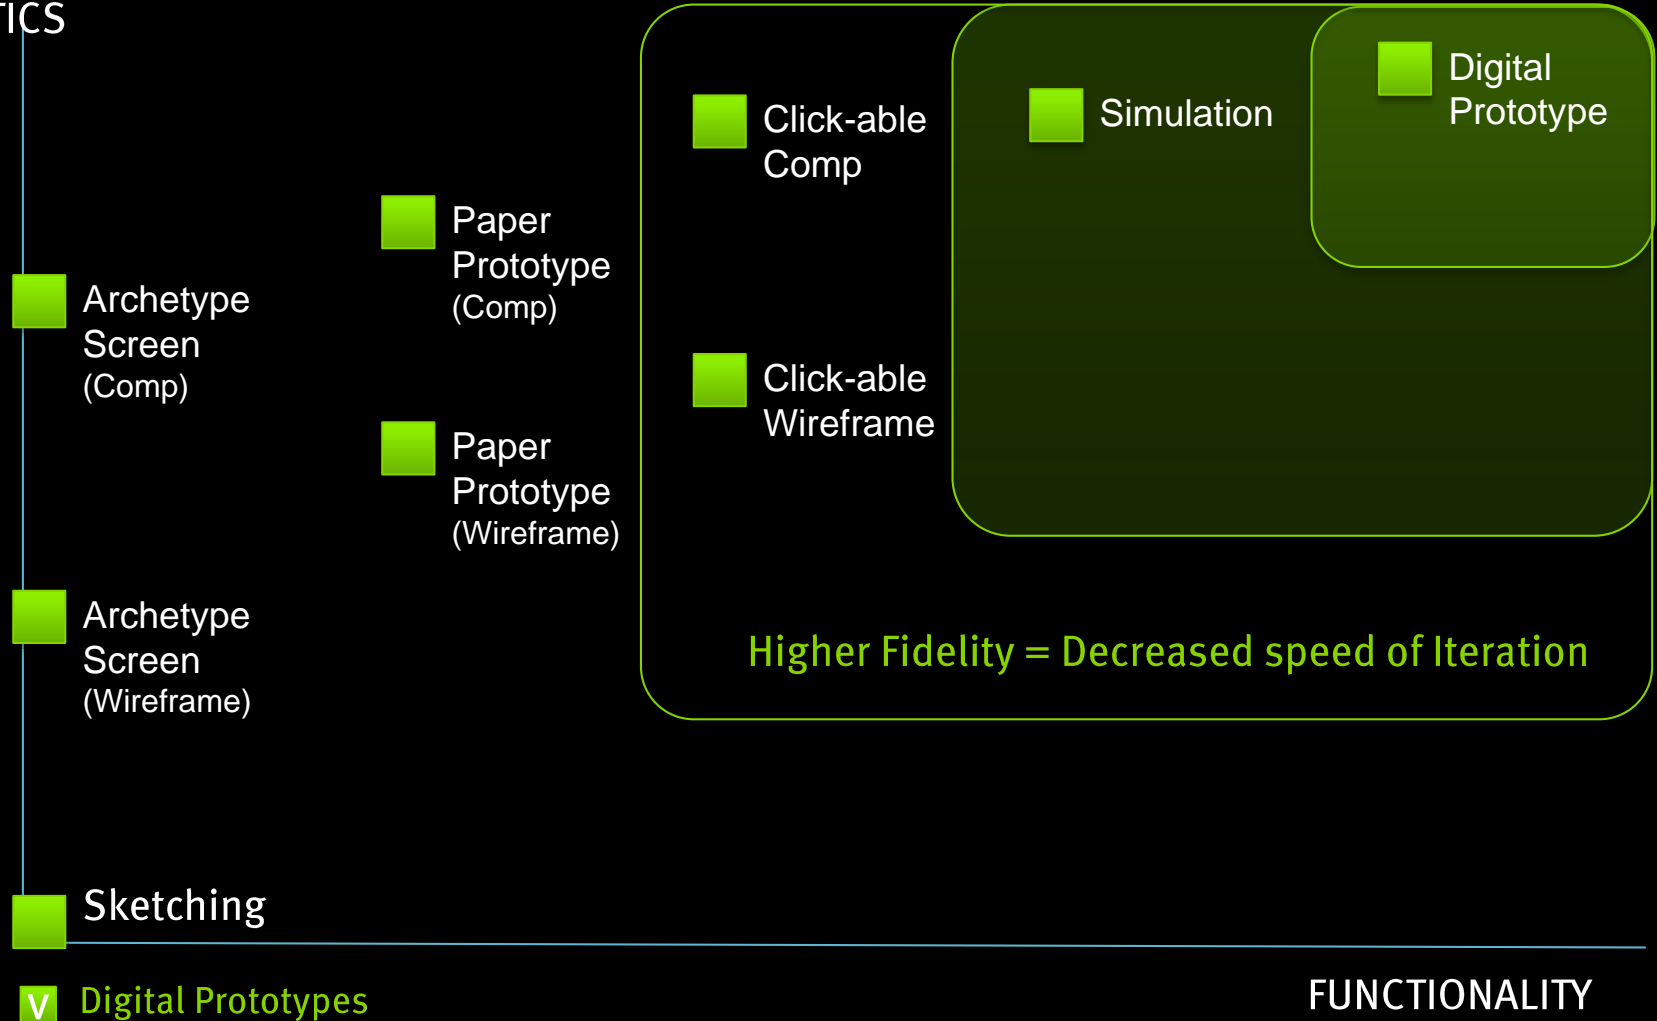 TICS
Digital
Prototype
Click-able
Comp
Simulation
Paper
Prototype
(Comp)
Archetype
Screen
(Comp)
Click-able
Wireframe
Paper
Prototype
(Wireframe)
Archetype
Screen
(Wireframe)
Higher Fidelity = Decreased speed of Iteration
Sketching
FUNCTIONALITY
V Digital Prototypes